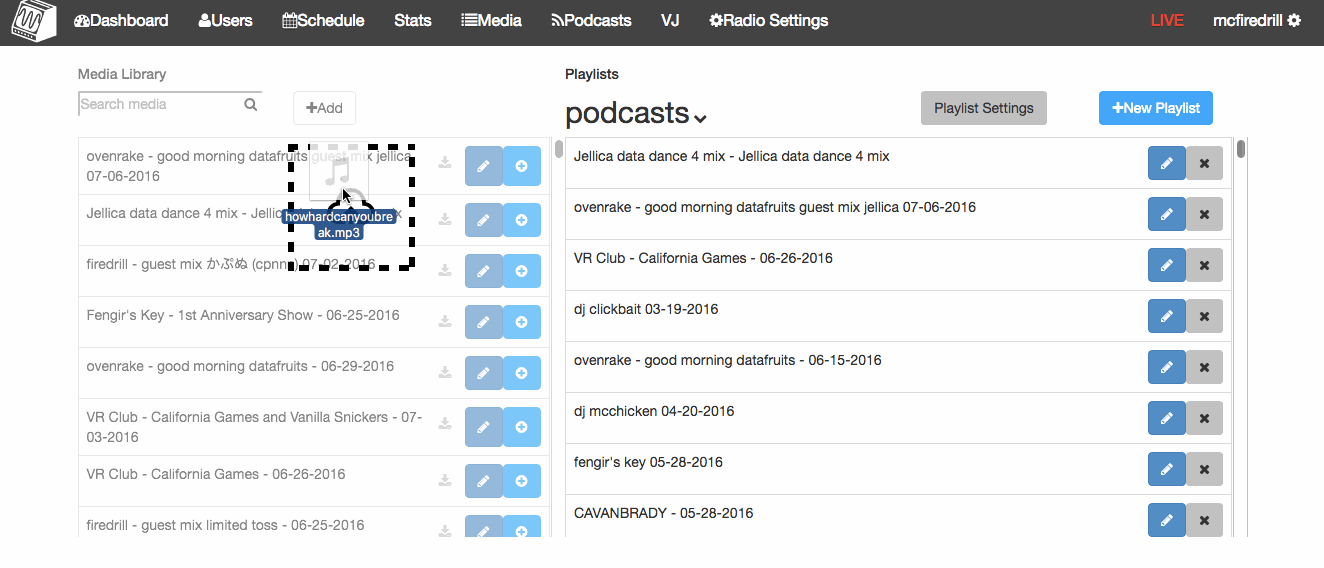 Dashboard Users Schedule Stats Media Podcasts VJ Radio Settings LIVE mcfiredrill
Media Library
Search media
+Add
ovenrake - good morning datafruits guest mix jellica
07-06-2016
Jellica data dance 4 mix - Jellica
howhardcanyoubre
ak.mp3
firedrill - guest mix かぷぬ (cpnn) 07-02-2016
Fengir's Key - 1st Anniversary Show - 06-25-2016
ovenrake - good morning datafruits - 06-29-2016
VR Club - California Games and Vanilla Snickers - 07-
03-2016
VR Club - California Games - 06-26-2016
firedrill - guest mix limited toss - 06-25-2016
Playlists
podcasts
Playlist Settings
+New Playlist
Jellica data dance 4 mix - Jellica data dance 4 mix
ovenrake - good morning datafruits guest mix jellica 07-06-2016
VR Club - California Games - 06-26-2016
dj clickbait 03-19-2016
ovenrake - good morning datafruits - 06-15-2016
dj mcchicken 04-20-2016
fengir's key 05-28-2016
CAVANBRADY - 05-28-2016